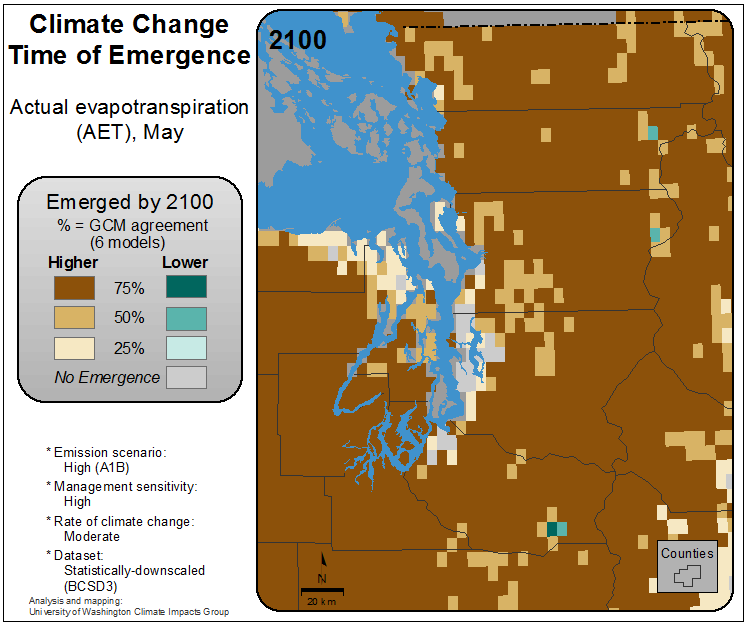 Climate Change
Time of Emergence
Actual evapotranspiration
(AET), May
Emerged by 2100
% = GCM agreement
(6 models)
Higher Lower
75%
50%
25%
No Emergence
* Emission scenario:
High (A1B)
* Management sensitivity:
High
* Rate of climate change:
Moderate
* Dataset:
Statistically-downscaled
(BCSD3)
Analysis and mapping:
University of Washington Climate Impacts Group
2100
N
20 km
Counties